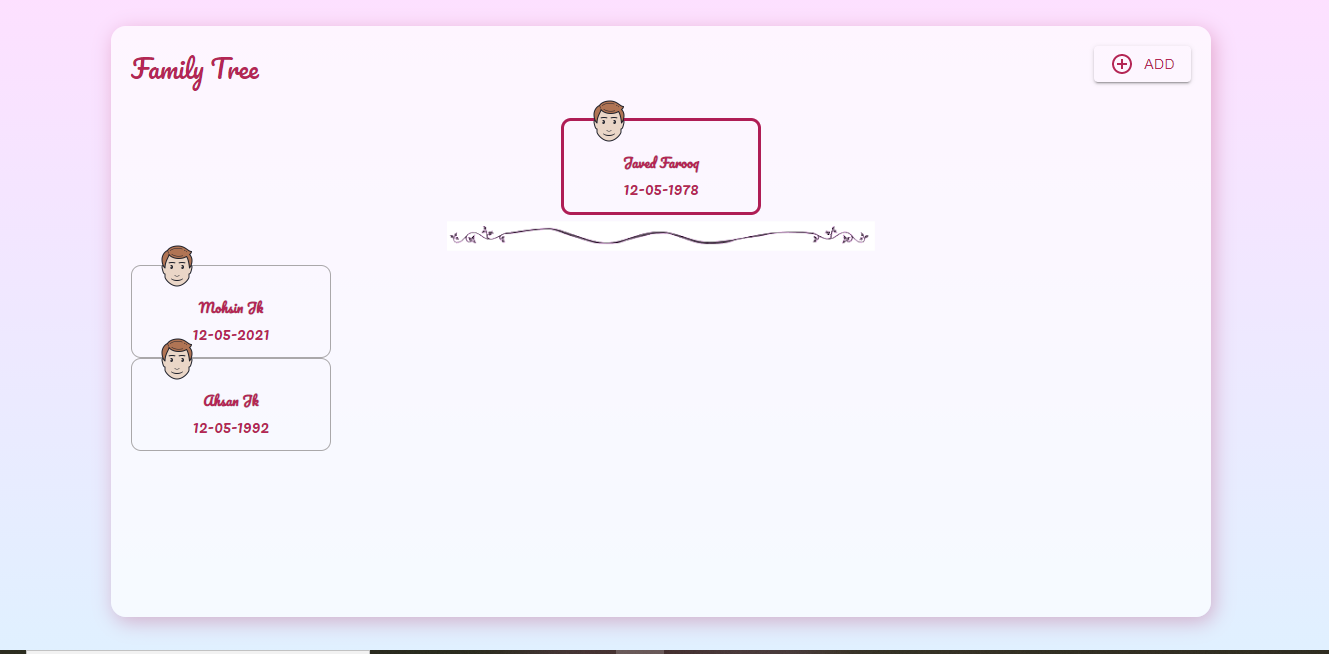 Family Tree
ADD
Javed Farooq
12-05-1978
Mohsin Jk
12-05-2021
Ahsan Jk
12-05-1992